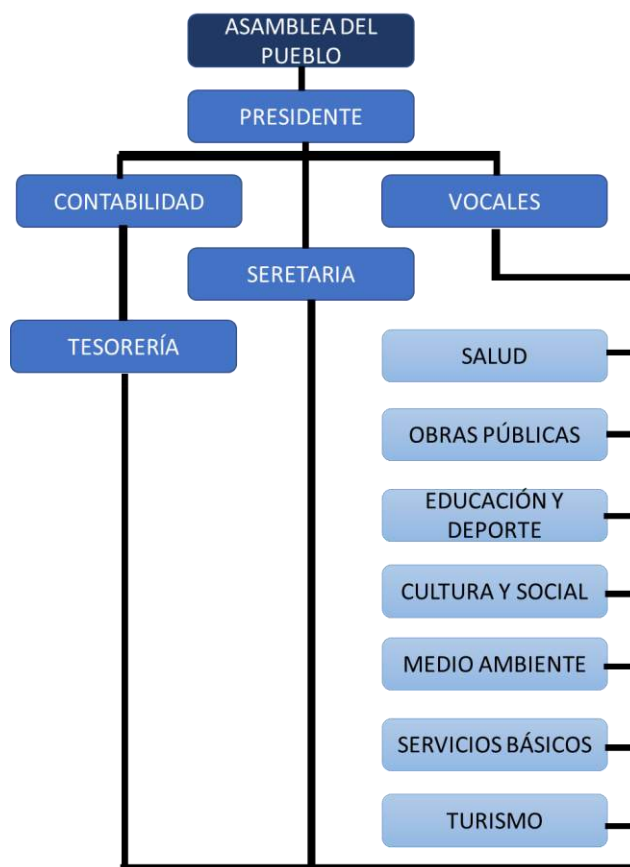 ASAMBLEA DEL
PUEBLO
PRESIDENTE
CONTABILIDAD
VOCALES
SERETARIA
TESORERÍA
SALUD
OBRAS PÚBLICAS
EDUCACIÓN Y
DEPORTE
CULTURA Y SOCIAL
MEDIO AMBIENTE
SERVICIOS BÁSICOS
TURISMO